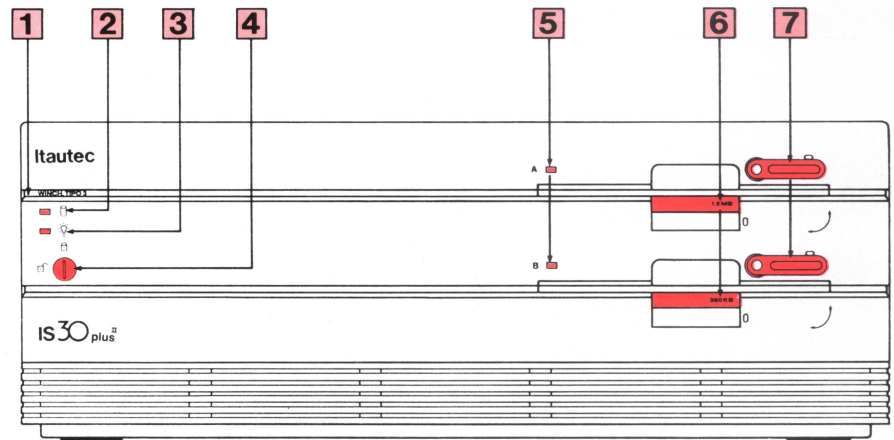 1 2 3 4 5 6 7
Itautec
A
WINCH. TIPO 2
1.2 MB
0
B
360 KB
0
IS 30 plus II